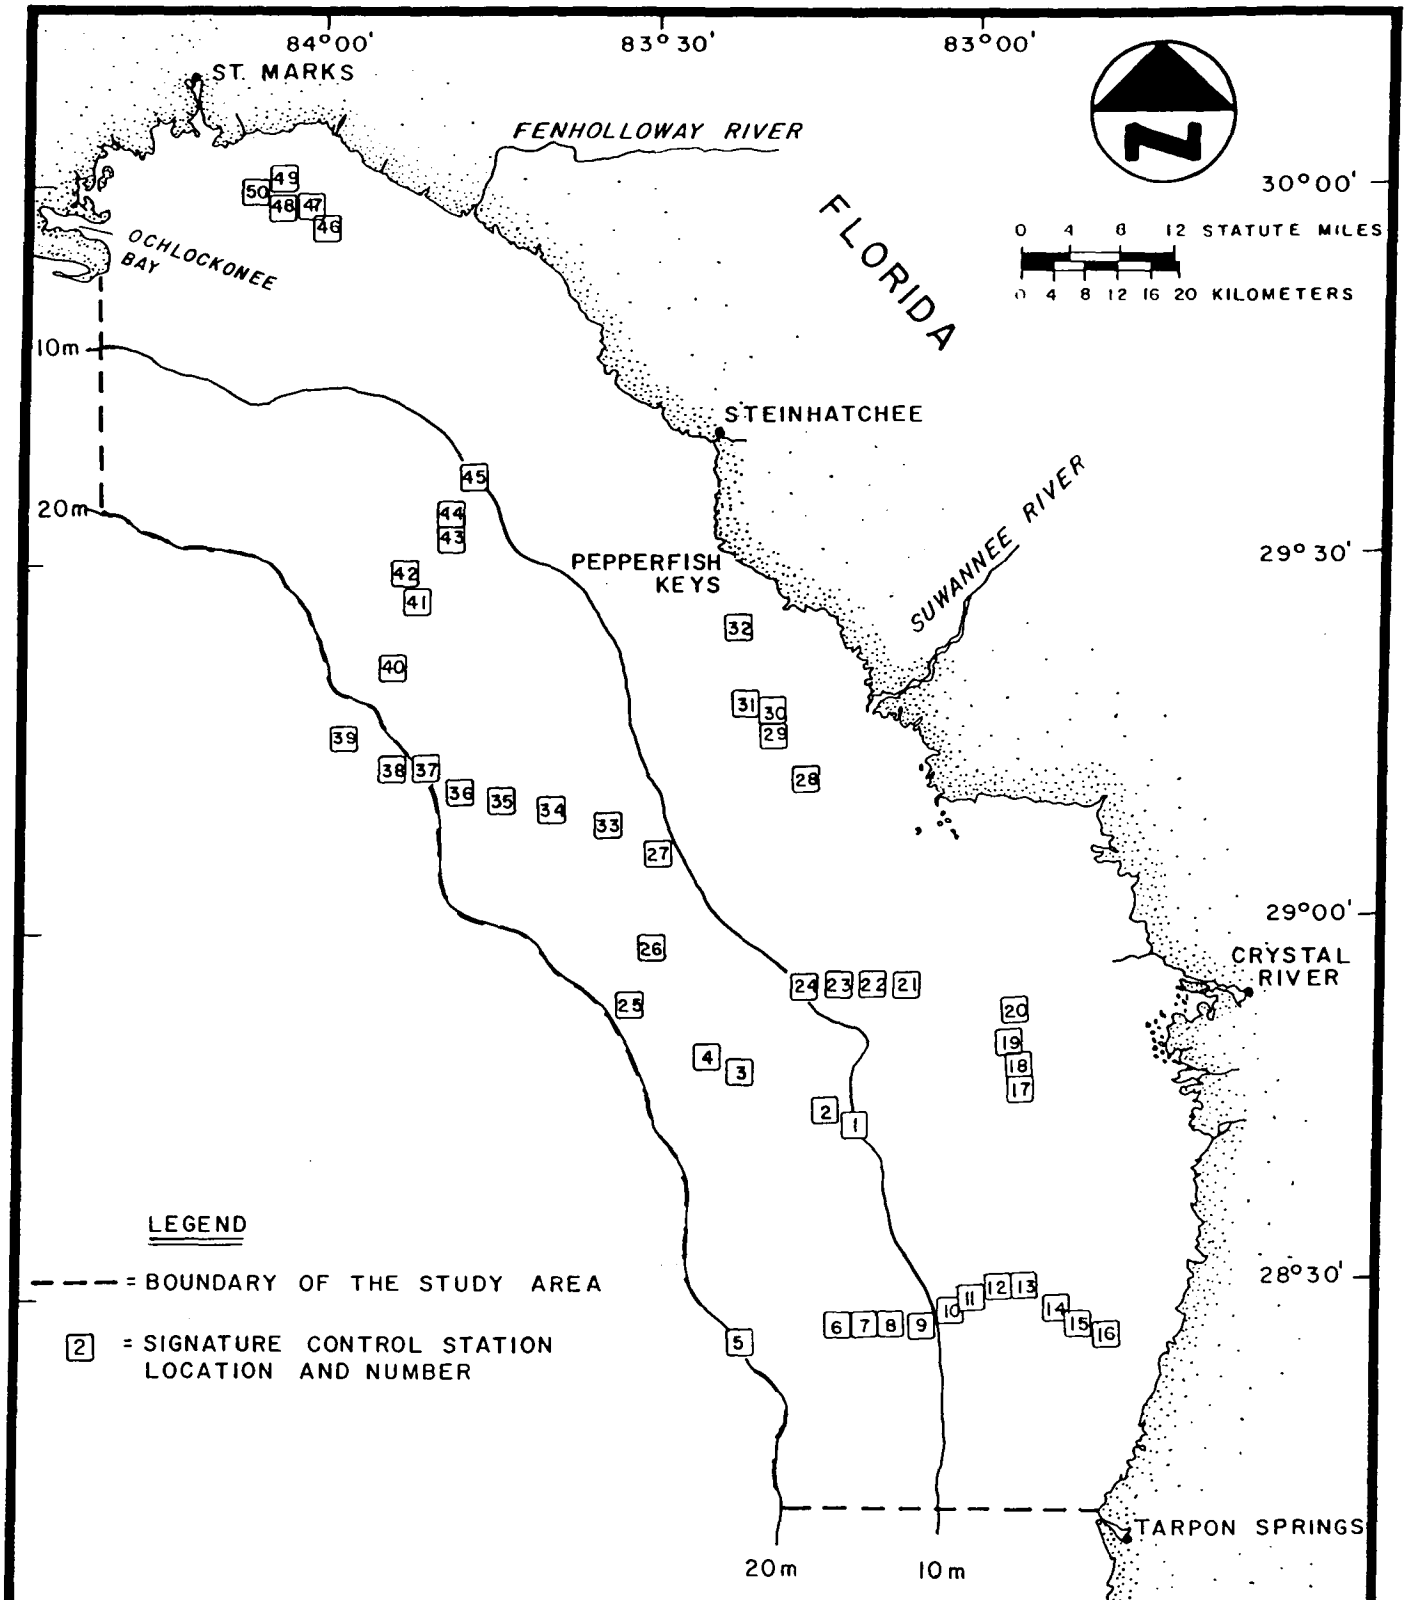 84°00'
83°30'
83°00'
ST. MARKS
FENHOLLOWAY RIVER
N
30°00'
FLORIDA
49
50
48
47
46
0 4 8 12 STATUTE MILES
0 4 8 12 16 20 KILOMETERS
OCHLOCKONEE
BAY
10m
STEINHATCHEE
45
20m
44
43
SUWANNEE RIVER
29°30'
PEPPERFISH
KEYS
42
41
32
40
31
30
29
39
38
37
28
36
35
34
33
27
29°00'
26
CRYSTAL
RIVER
24
23
22
21
25
20
19
18
17
4
3
2
1
LEGEND
= BOUNDARY OF THE STUDY AREA
28°30'
12
13
11
10
14
15
16
6
7
8
9
5
2
= SIGNATURE CONTROL STATION
LOCATION AND NUMBER
TARPON SPRINGS
20m
10m